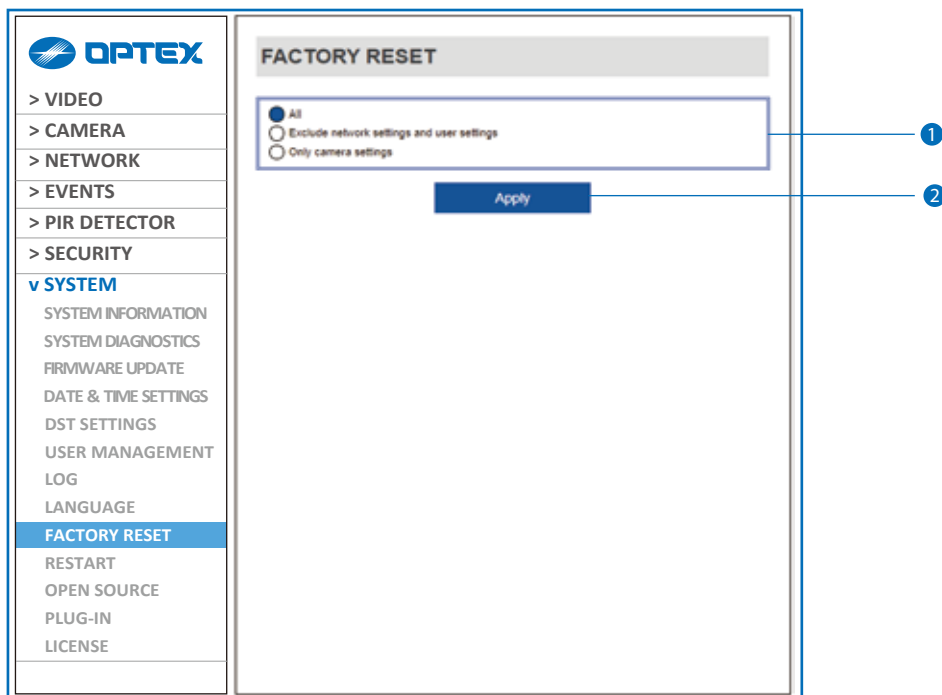 OPTEX
> VIDEO
> CAMERA
> NETWORK
> EVENTS
> PIR DETECTOR
> SECURITY
v SYSTEM
SYSTEM INFORMATION
SYSTEM DIAGNOSTICS
FIRMWARE UPDATE
DATE & TIME SETTINGS
DST SETTINGS
USER MANAGEMENT
LOG
LANGUAGE
FACTORY RESET
RESTART
OPEN SOURCE
PLUG-IN
LICENSE
FACTORY RESET
All
Exclude network settings and user settings
Only camera settings
1
Apply
2